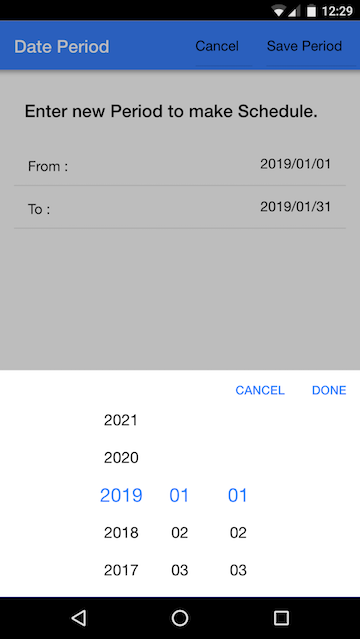 12:29
Date Period Cancel Save Period
Enter new Period to make Schedule.
From : 2019/01/01
To : 2019/01/31
CANCEL DONE
2021
2020
2019 01 01
2018 02 02
2017 03 03